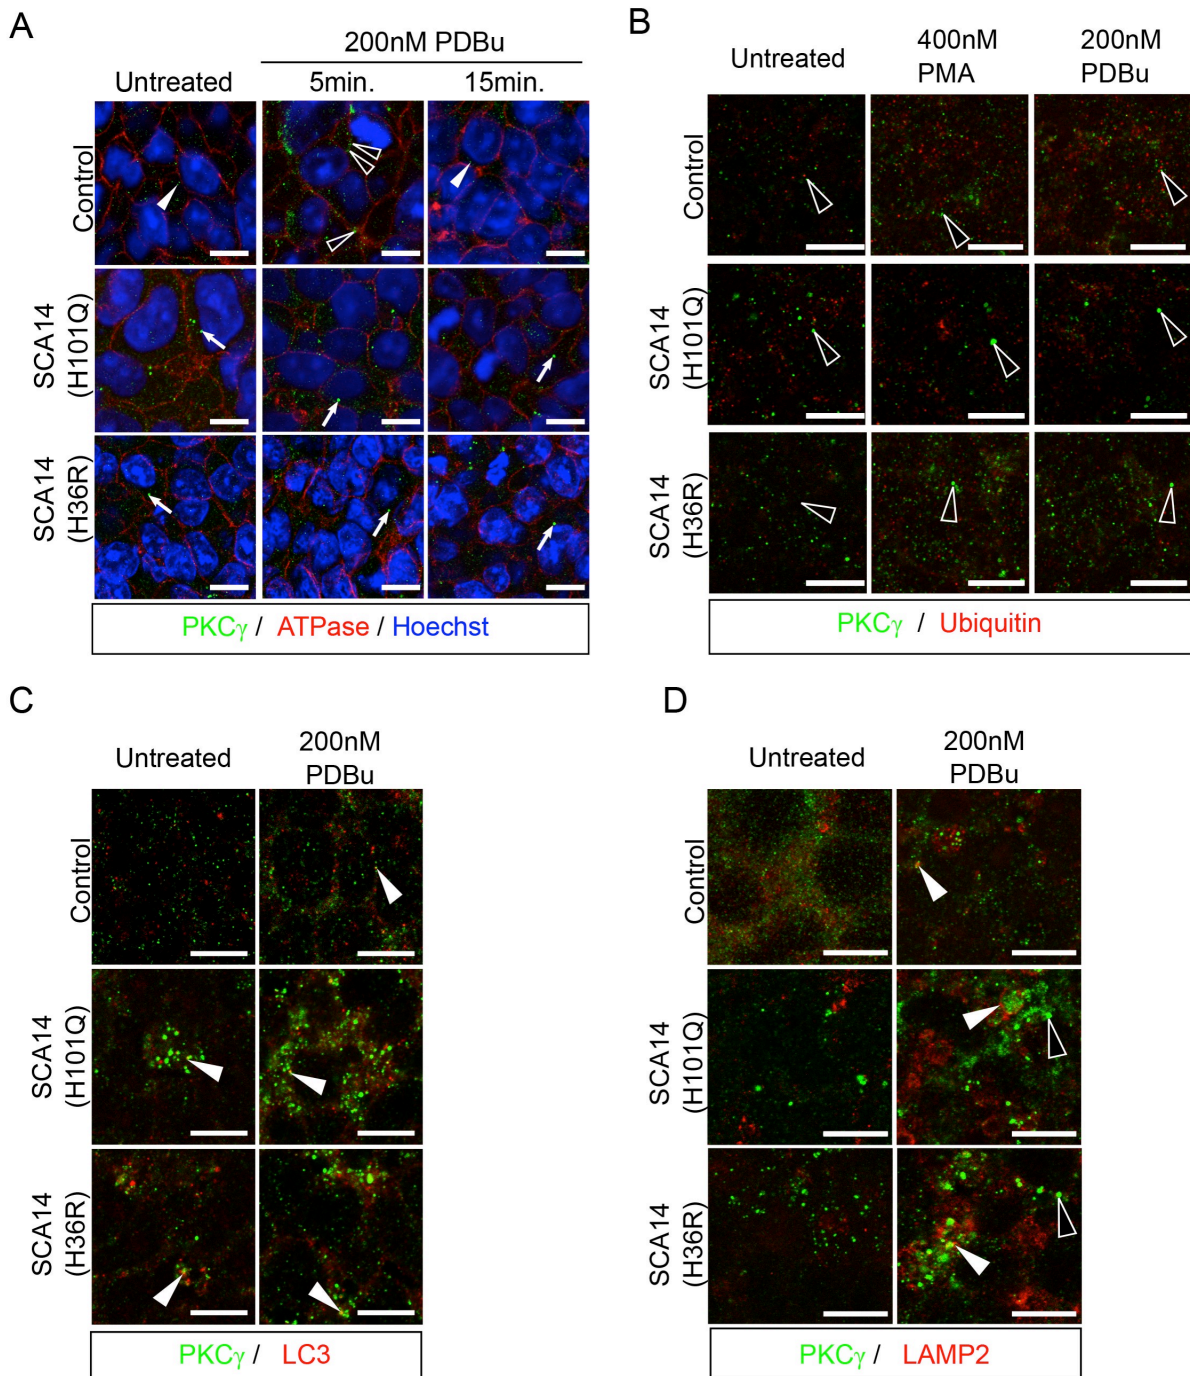 A
200nM PDBu
Untreated
5min.
15min.
Control
SCA14
(H101Q)
SCA14
(H36R)
PKCγ / ATPase / Hoechst
B
Untreated
400nM
PMA
200nM
PDBu
Control
SCA14
(H101Q)
SCA14
(H36R)
PKCγ / Ubiquitin
C
Untreated
200nM
PDBu
Control
SCA14
(H101Q)
SCA14
(H36R)
PKCγ / LC3
D
Untreated
200nM
PDBu
Control
SCA14
(H101Q)
SCA14
(H36R)
PKCγ / LAMP2